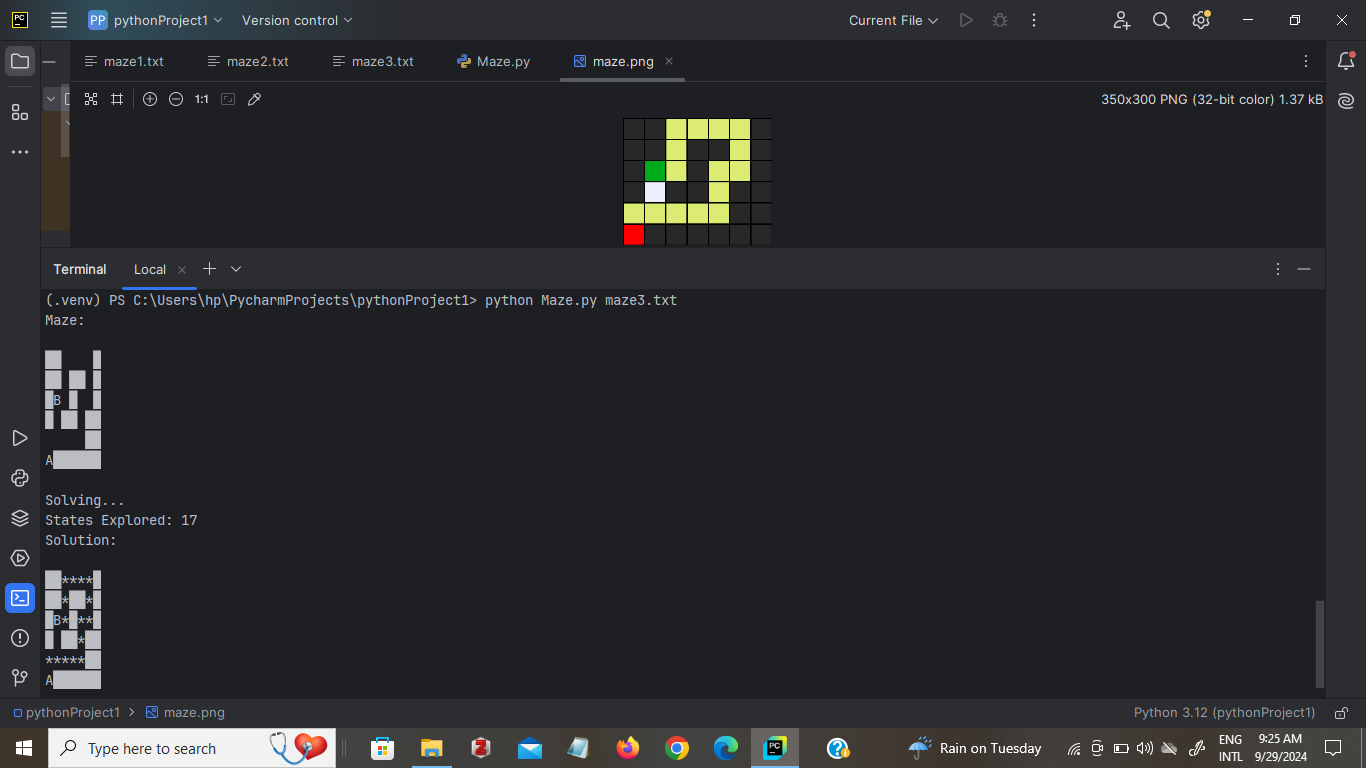 PC PP pythonProject1 Version control Current File
maze1.txt maze2.txt maze3.txt Maze.py maze.png
1:1 350x300 PNG (32-bit color) 1.37 kB
Terminal Local
(.venv) PS C:\Users\hp\PycharmProjects\pythonProject1> python Maze.py maze3.txt
Maze:
██    █
██ ██ █
█B █  █
█ ██ ██
     ██
A██████
Solving...
States Explored: 17
Solution:
██****█
██*██*█
█B*█**█
█ ██*██
*****██
A██████
pythonProject1 > maze.png Python 3.12 (pythonProject1)
Type here to search Z PC Rain on Tuesday ENG 9:25 AM
INTL 9/29/2024